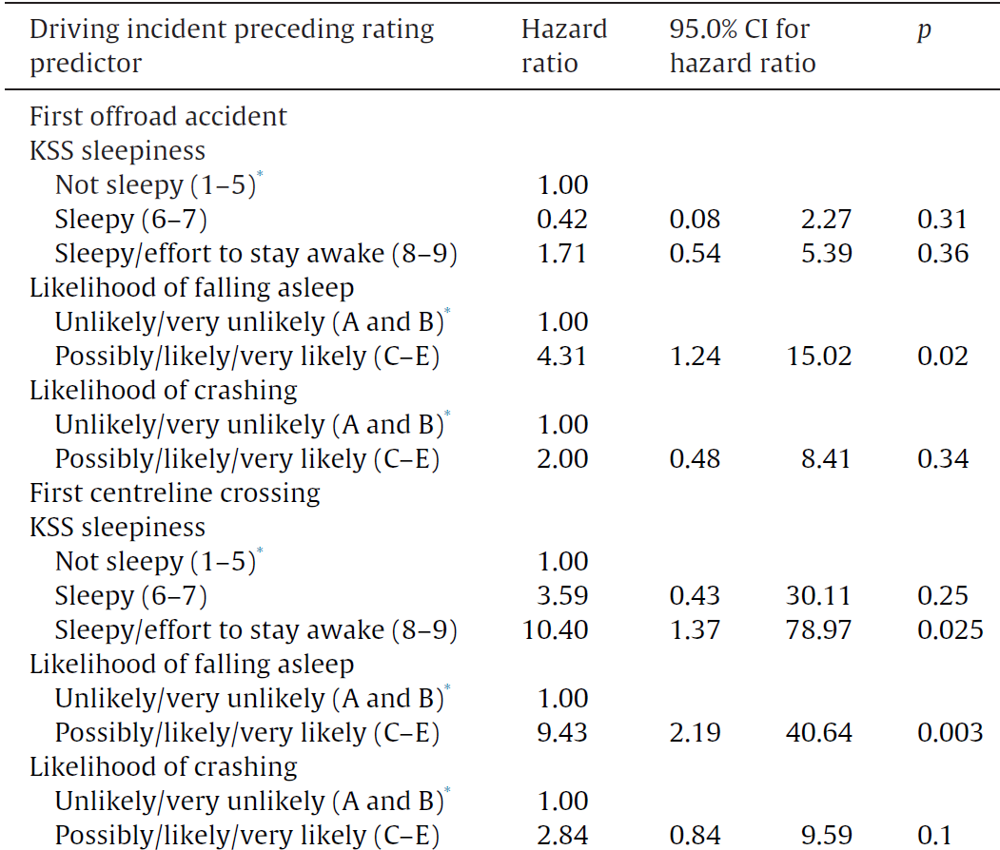 Driving incident preceding rating predictor Hazard ratio 95.0% CI for hazard ratio p
First offroad accident
KSS sleepiness
Not sleepy (1–5)* 1.00
Sleepy (6–7) 0.42 0.08 2.27 0.31
Sleepy/effort to stay awake (8–9) 1.71 0.54 5.39 0.36
Likelihood of falling asleep
Unlikely/very unlikely (A and B)* 1.00
Possibly/likely/very likely (C–E) 4.31 1.24 15.02 0.02
Likelihood of crashing
Unlikely/very unlikely (A and B)* 1.00
Possibly/likely/very likely (C–E) 2.00 0.48 8.41 0.34
First centreline crossing
KSS sleepiness
Not sleepy (1–5)* 1.00
Sleepy (6–7) 3.59 0.43 30.11 0.25
Sleepy/effort to stay awake (8–9) 10.40 1.37 78.97 0.025
Likelihood of falling asleep
Unlikely/very unlikely (A and B)* 1.00
Possibly/likely/very likely (C–E) 9.43 2.19 40.64 0.003
Likelihood of crashing
Unlikely/very unlikely (A and B)* 1.00
Possibly/likely/very likely (C–E) 2.84 0.84 9.59 0.1